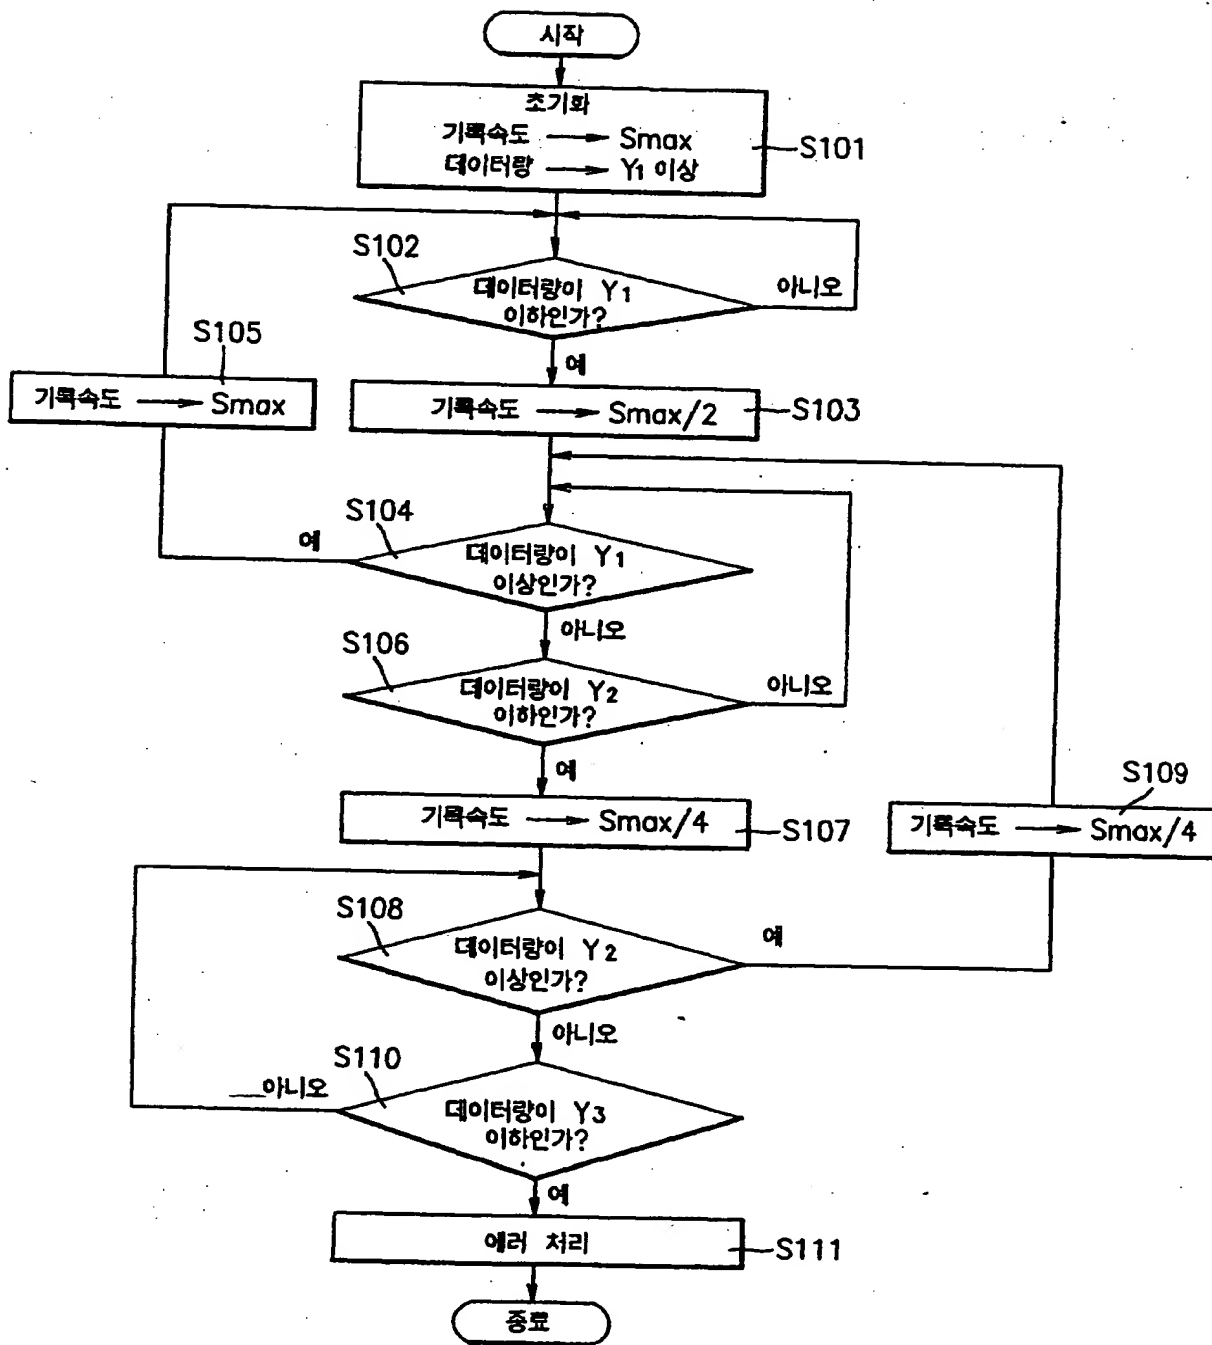 시작
초기화
기록속도 → Smax
데이터량 → Y1 이상
S101
S102
데이터량이 Y1
이하인가?
아니오
예
S105
기록속도 → Smax
기록속도 → Smax/2
S103
S104
예
데이터량이 Y1
이상인가?
아니오
S106
데이터량이 Y2
이하인가?
아니오
예
기록속도 → Smax/4
S107
S109
기록속도 → Smax/4
S108
데이터량이 Y2
이상인가?
예
아니오
S110
아니오
데이터량이 Y3
이하인가?
예
에러 처리
S111
종료